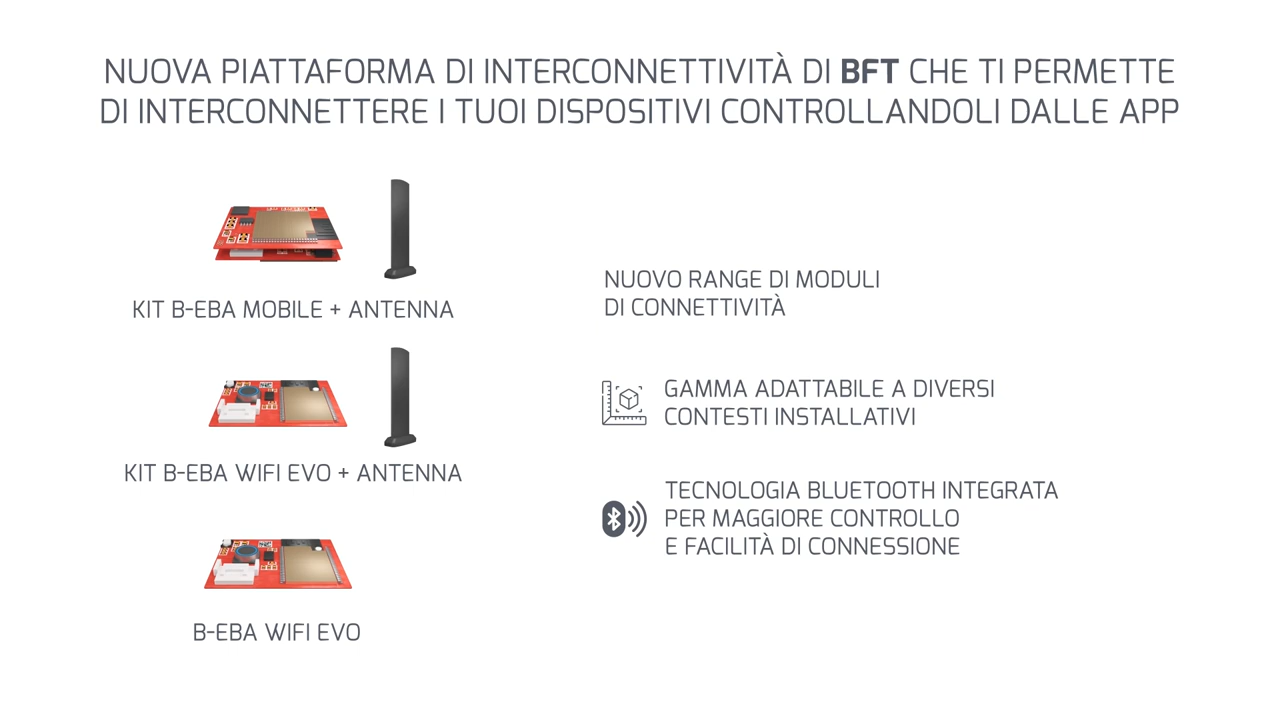 NUOVA PIATTAFORMA DI INTERCONNETTIVITÀ DI BFT CHE TI PERMETTE
DI INTERCONNETTERE I TUOI DISPOSITIVI CONTROLLANDOLI DALLE APP
KIT B-EBA MOBILE + ANTENNA
KIT B-EBA WIFI EVO + ANTENNA
B-EBA WIFI EVO
NUOVO RANGE DI MODULI
DI CONNETTIVITÀ
GAMMA ADATTABILE A DIVERSI
CONTESTI INSTALLATIVI
TECNOLOGIA BLUETOOTH INTEGRATA
PER MAGGIORE CONTROLLO
E FACILITÀ DI CONNESSIONE